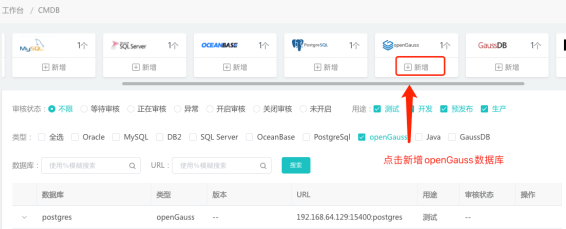 工作台 / CMDB
MySQL 1个 SQL Server 1个 OCEANBASE 1个 PostgreSQL 1个 openGauss 1个 GaussDB 1个
新增 新增 新增 新增 新增 新增
审核状态： 不限 等待审核 正在审核 异常 开启审核 关闭审核 未开启 用途： 测试 开发 预发布 生产
类型： 全选 Oracle MySQL DB2 SQL Server OceanBase PostgreSql openGauss Java GaussDB
点击新增openGauss数据库
数据库： 使用%模糊搜索 URL： 使用%模糊搜索 搜索
数据库 类型 版本 URL 用途 审核状态 操作
postgres openGauss -- 192.168.64.129:15400:postgres 测试 --